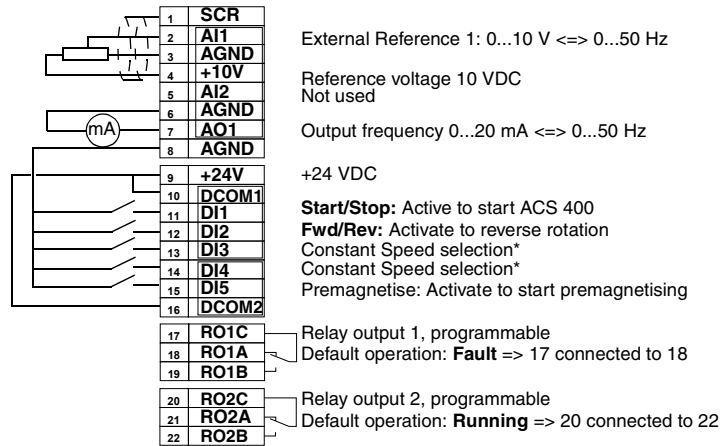 1 SCR
2 AI1 External Reference 1: 0...10 V <=> 0...50 Hz
3 AGND
4 +10V Reference voltage 10 VDC
5 AI2 Not used
6 AGND
mA 7 AO1 Output frequency 0...20 mA <=> 0...50 Hz
8 AGND
9 +24V +24 VDC
10 DCOM1
11 DI1 Start/Stop: Active to start ACS 400
12 DI2 Fwd/Rev: Activate to reverse rotation
13 DI3 Constant Speed selection*
14 DI4 Constant Speed selection*
15 DI5 Premagnetise: Activate to start premagnetising
16 DCOM2
17 RO1C Relay output 1, programmable
18 RO1A Default operation: Fault => 17 connected to 18
19 RO1B
20 RO2C Relay output 2, programmable
21 RO2A Default operation: Running => 20 connected to 22
22 RO2B